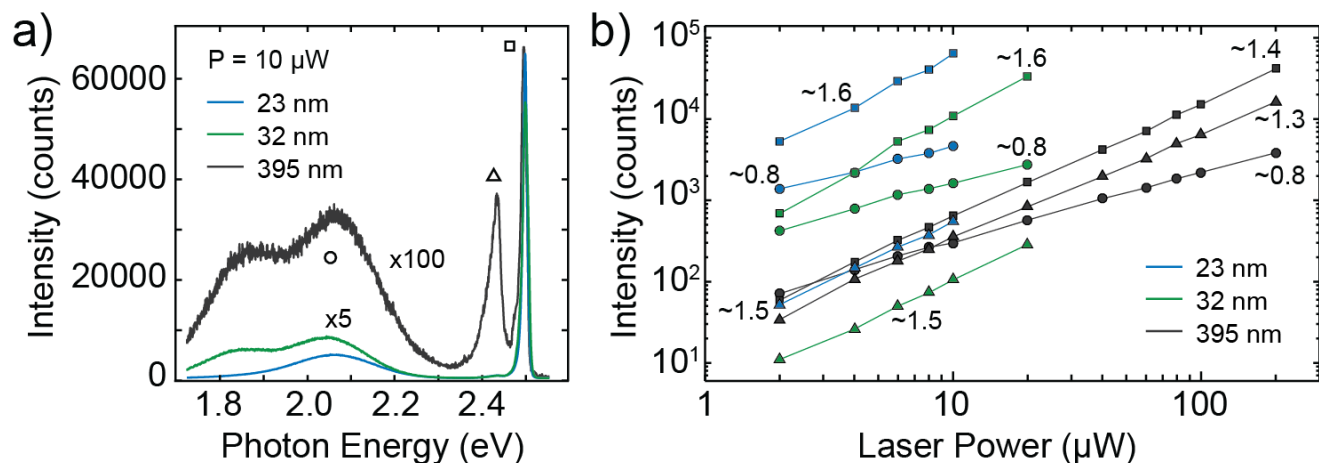 a)
P = 10 µW
23 nm
32 nm
395 nm
x100
x5
Intensity (counts)
60000
40000
20000
0
1.8 2.0 2.2 2.4
Photon Energy (eV)
b)
~1.6
~1.6
~1.4
~1.3
~0.8
~0.8
~0.8
~1.5
~1.5
23 nm
32 nm
395 nm
Intensity (counts)
10^5
10^4
10^3
10^2
10^1
1 10 100
Laser Power (µW)